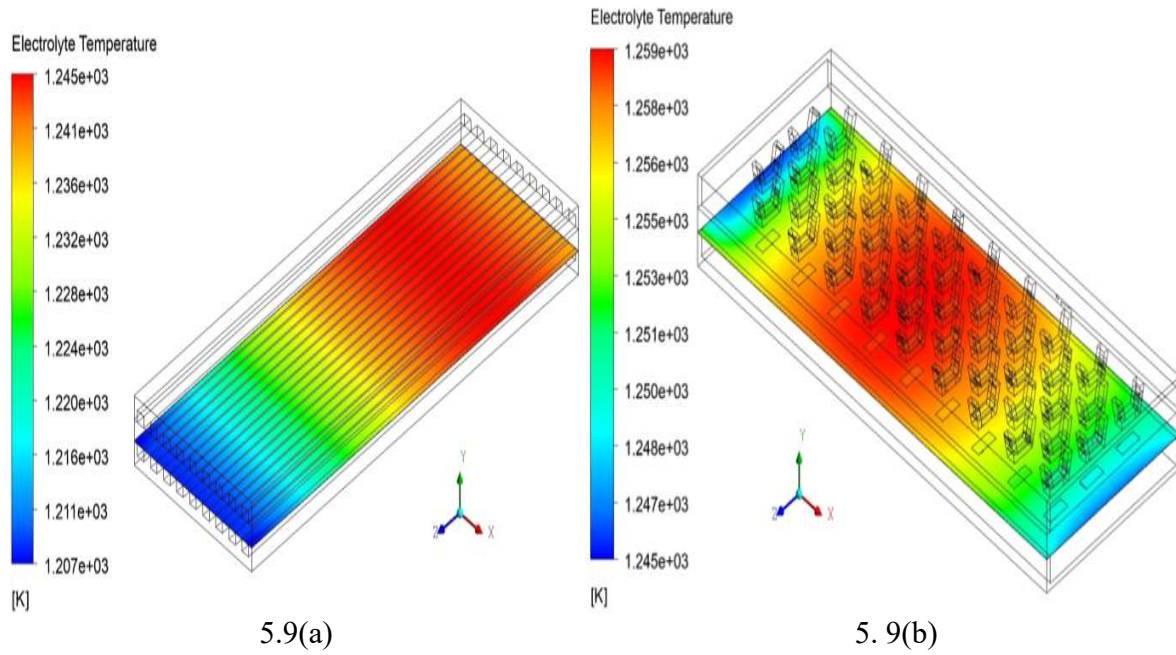 Electrolyte Temperature
1.245e+03
1.241e+03
1.236e+03
1.232e+03
1.228e+03
1.224e+03
1.220e+03
1.216e+03
1.211e+03
1.207e+03
[K]
Y
Z
X
5.9(a)
Electrolyte Temperature
1.259e+03
1.258e+03
1.256e+03
1.255e+03
1.253e+03
1.251e+03
1.250e+03
1.248e+03
1.247e+03
1.245e+03
[K]
Y
Z
X
5. 9(b)